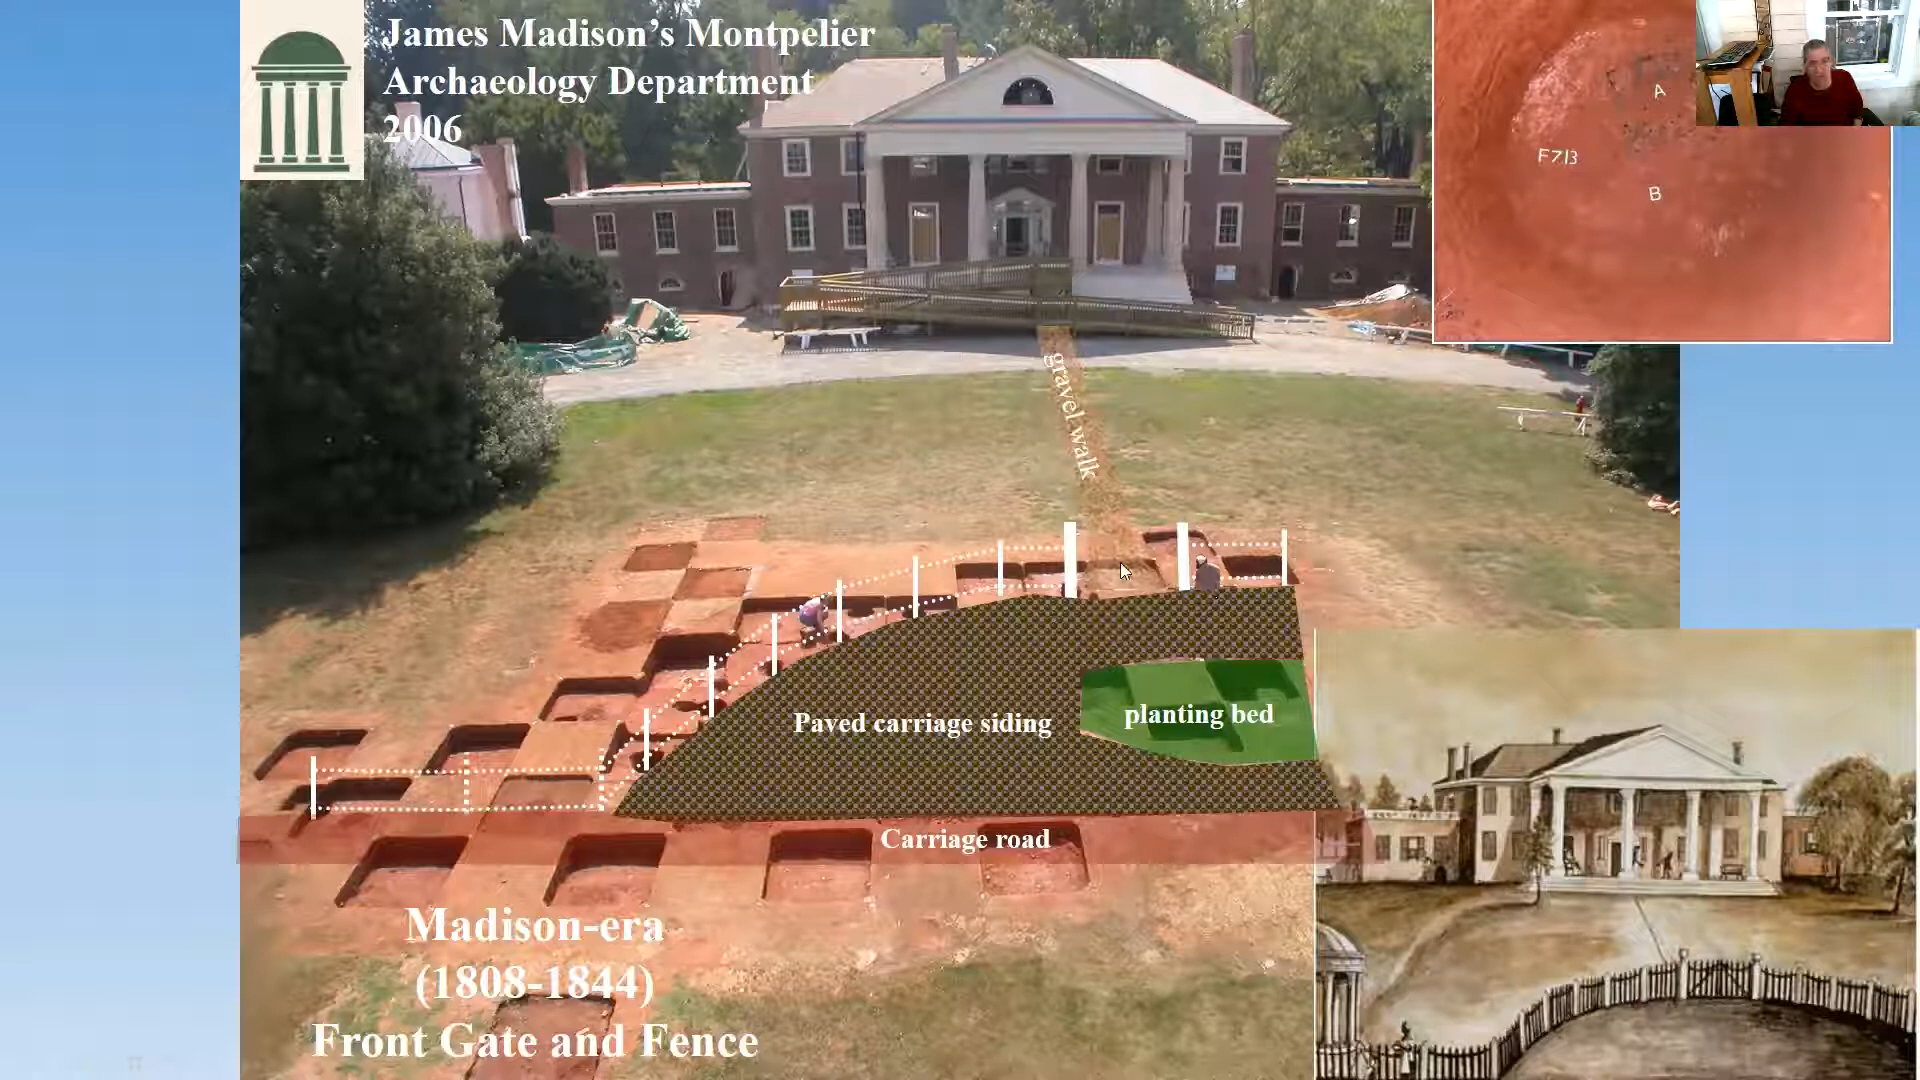 James Madison's Montpelier
Archaeology Department
2006
A
F713
B
gravel walk
Paved carriage siding
planting bed
Carriage road
Madison-era
(1808-1844)
Front Gate and Fence